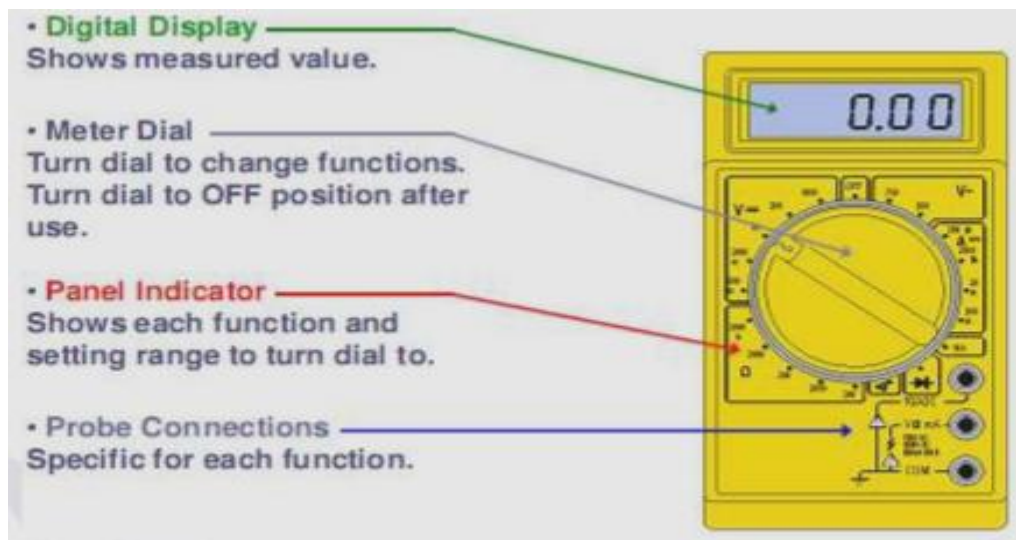 • Digital Display
Shows measured value.
• Meter Dial
Turn dial to change functions.
Turn dial to OFF position after
use.
• Panel Indicator
Shows each function and
setting range to turn dial to.
• Probe Connections
Specific for each function.
0.00
OFF
V~
Ω
COM